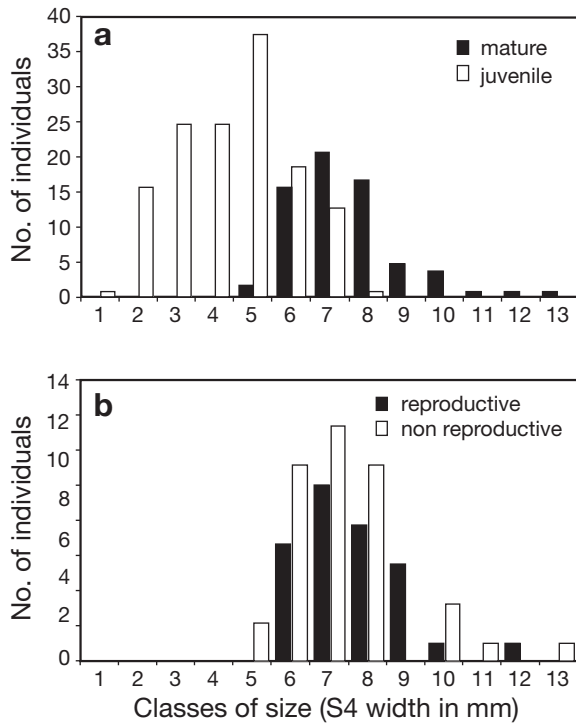 a
mature
juvenile
No. of individuals
40
35
30
25
20
15
10
5
0
1 2 3 4 5 6 7 8 9 10 11 12 13
b
reproductive
non reproductive
No. of individuals
14
12
10
8
6
4
2
0
1 2 3 4 5 6 7 8 9 10 11 12 13
Classes of size (S4 width in mm)